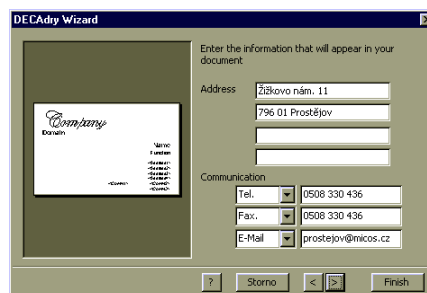 DECAdry Wizard
Enter the information that will appear in your
document
Address
Žižkovo nám. 11
796 01 Prostějov
Communication
Tel. 0508 330 436
Fax. 0508 330 436
E-Mail prostejov@micos.cz
Company
Domain
Name
Function
? Storno < > Finish